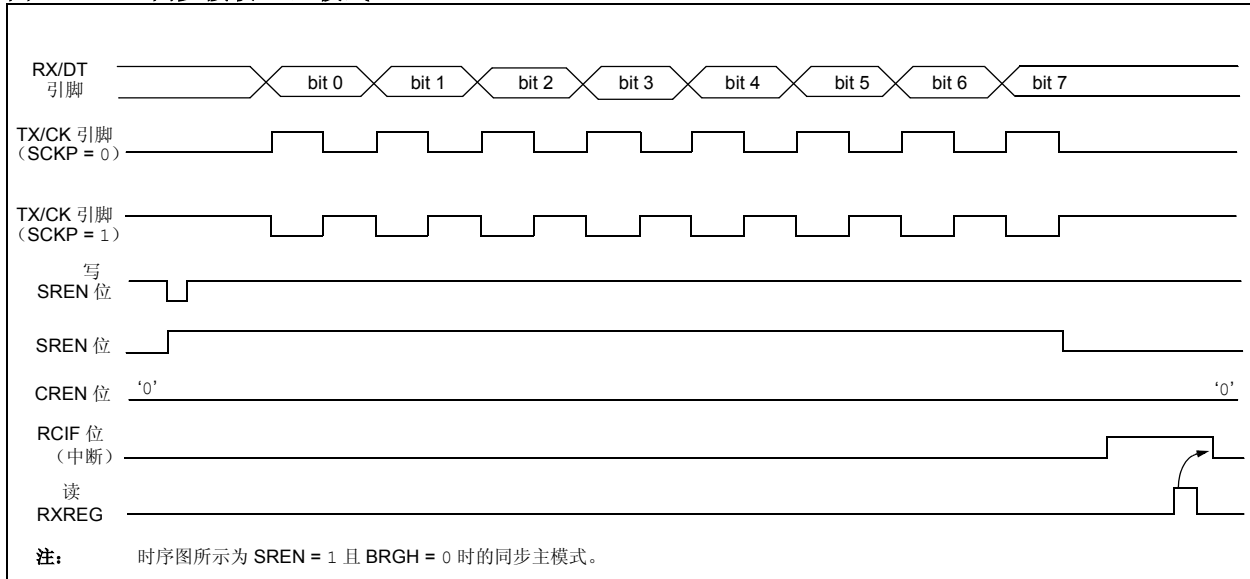 RX/DT
引脚
bit 0
bit 1
bit 2
bit 3
bit 4
bit 5
bit 6
bit 7
TX/CK 引脚
(SCKP = 0)
TX/CK 引脚
(SCKP = 1)
写
SREN 位
SREN 位
CREN 位
‘0’
‘0’
RCIF 位
(中断)
读
RXREG
注: 时序图所示为 SREN = 1 且 BRGH = 0 时的同步主模式。